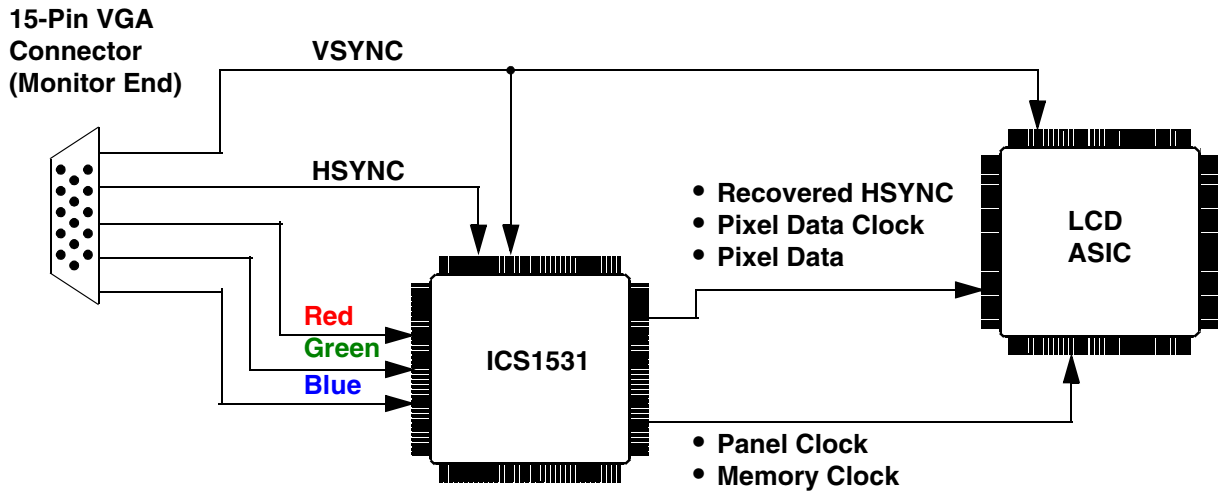 15-Pin VGA
Connector
(Monitor End)
VSYNC
HSYNC
• Recovered HSYNC
• Pixel Data Clock
• Pixel Data
LCD
ASIC
Red
Green
Blue
ICS1531
• Panel Clock
• Memory Clock